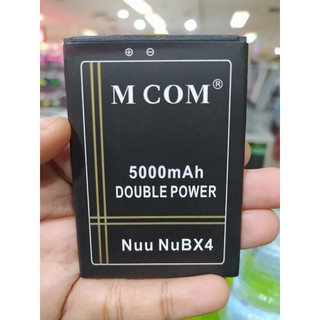 M COM®
5000mAh
DOUBLE POWER
Nuu NuBX4